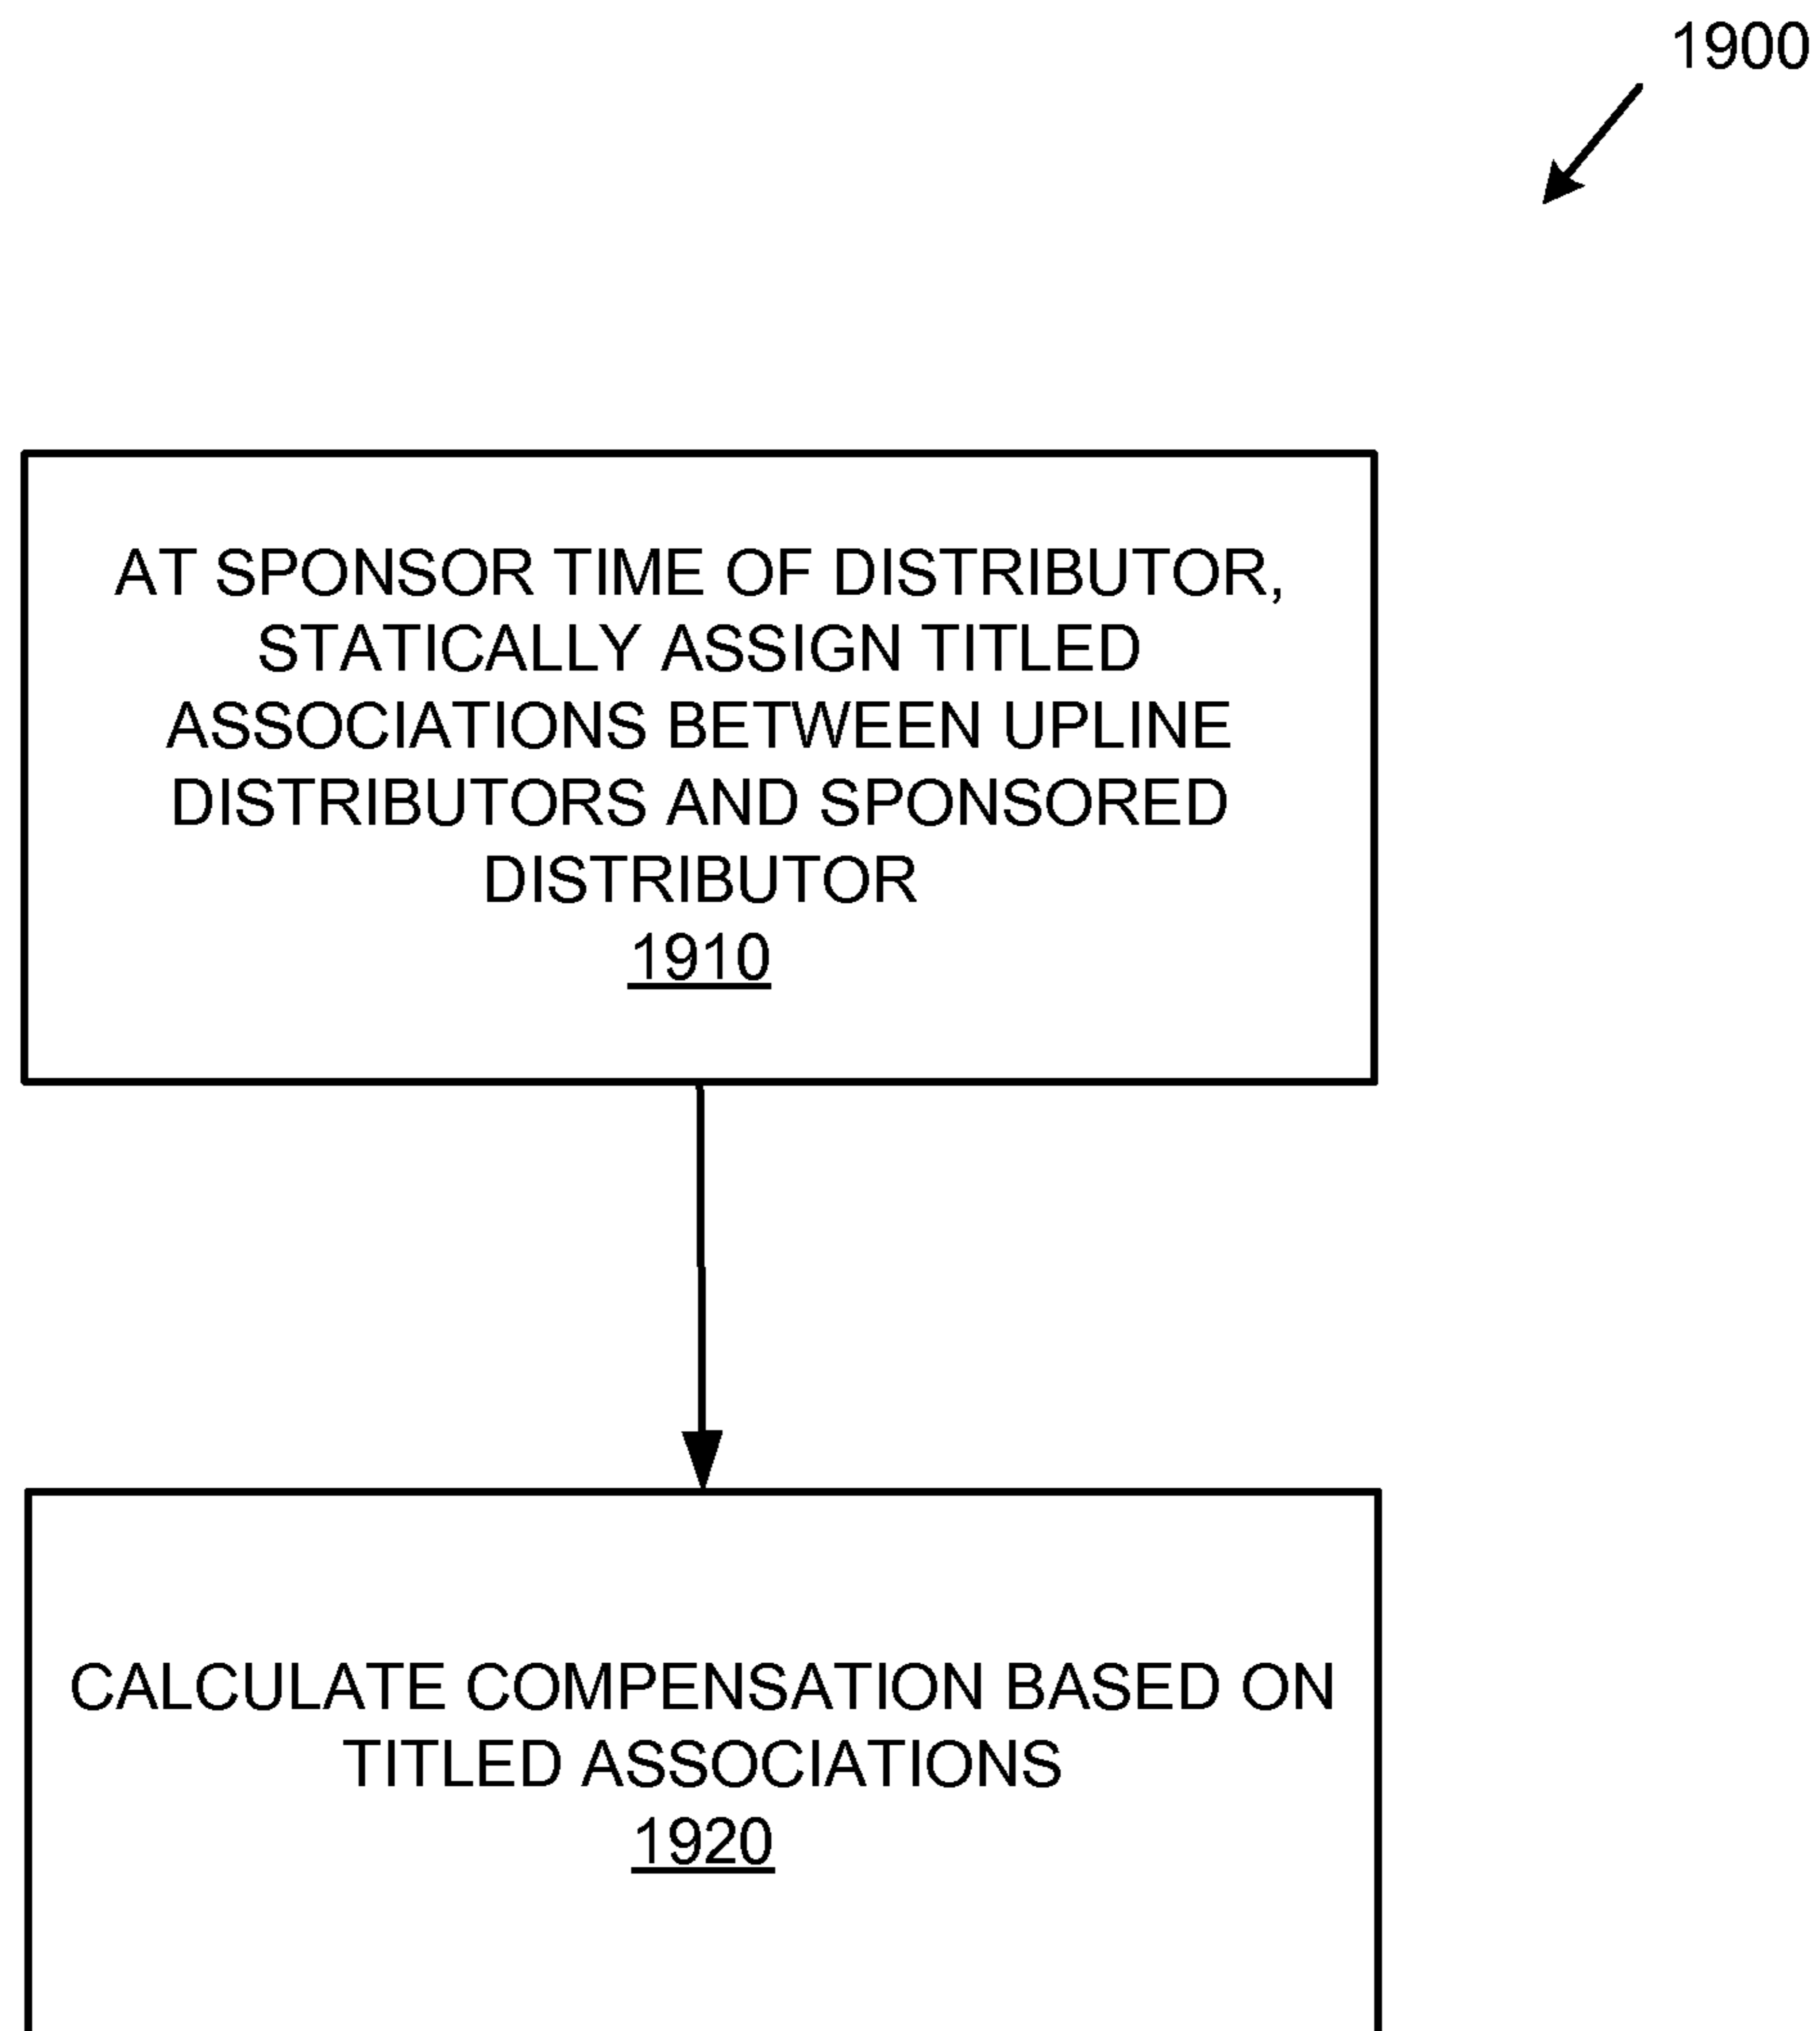 1900
AT SPONSOR TIME OF DISTRIBUTOR,
STATICALLY ASSIGN TITLED
ASSOCIATIONS BETWEEN UPLINE
DISTRIBUTORS AND SPONSORED
DISTRIBUTOR
1910
CALCULATE COMPENSATION BASED ON
TITLED ASSOCIATIONS
1920